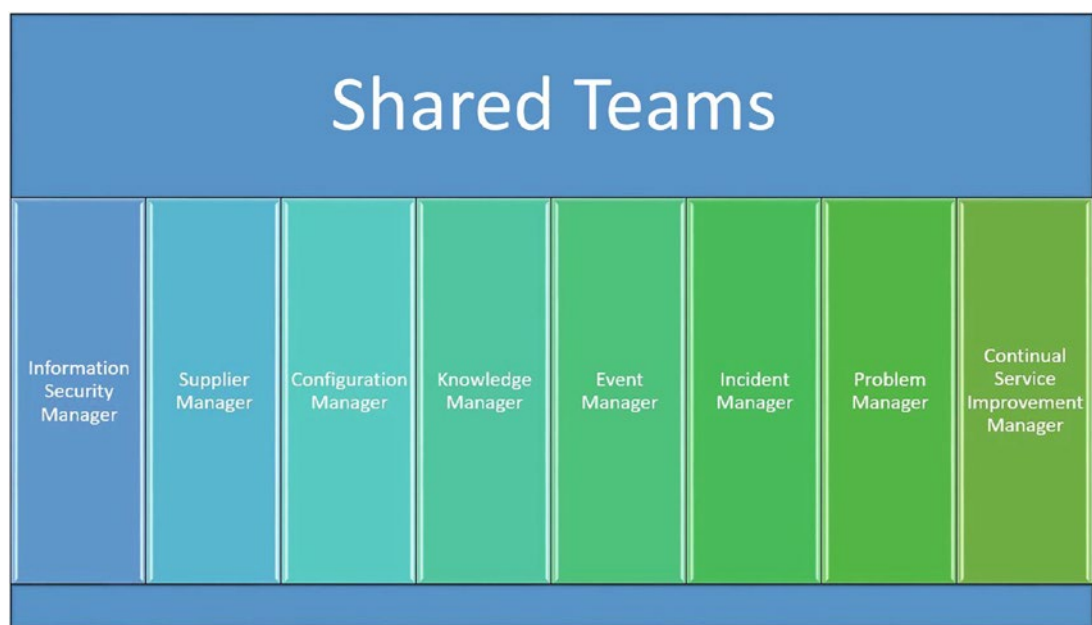 Shared Teams
Information
Security
Manager
Supplier
Manager
Configuration
Manager
Knowledge
Manager
Event
Manager
Incident
Manager
Problem
Manager
Continual
Service
Improvement
Manager